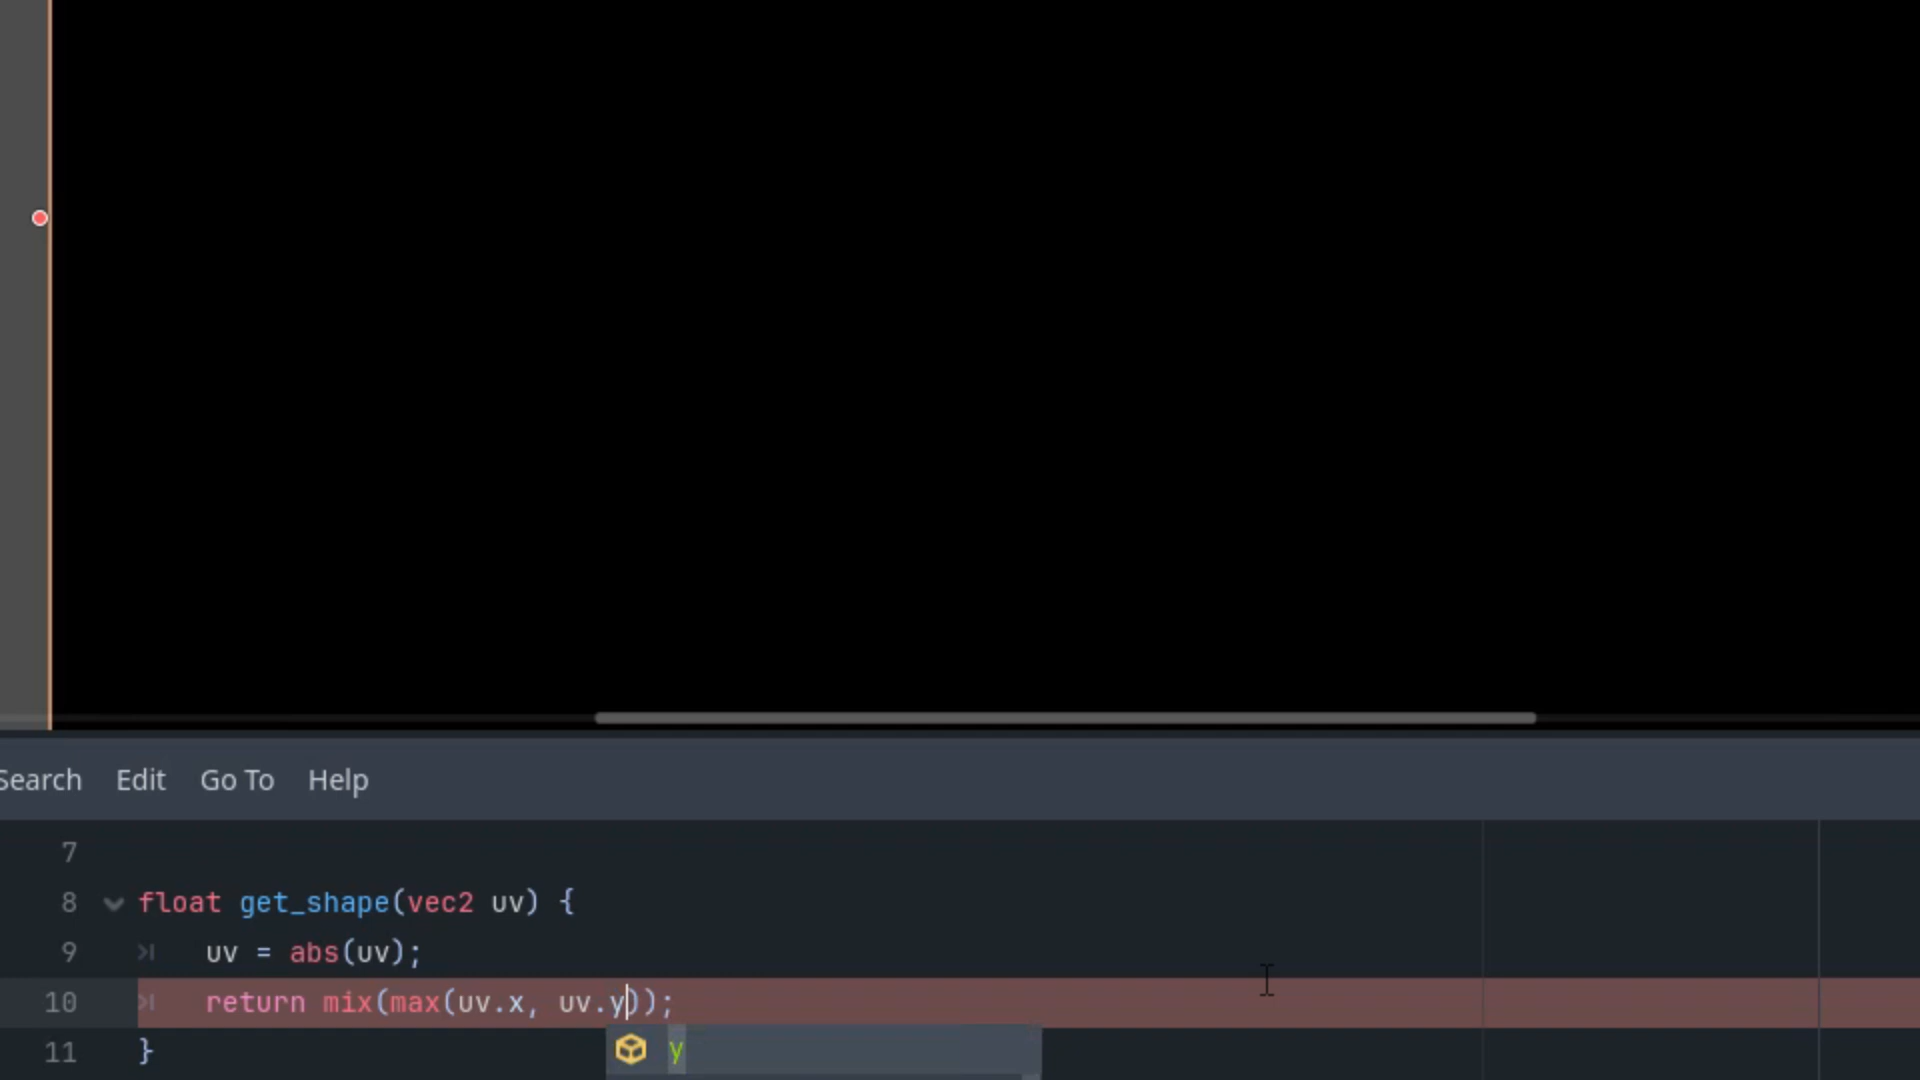 Search Edit Go To Help
7
8 float get_shape(vec2 uv) {
9 uv = abs(uv);
10 return mix(max(uv.x, uv.y));
11 }
y